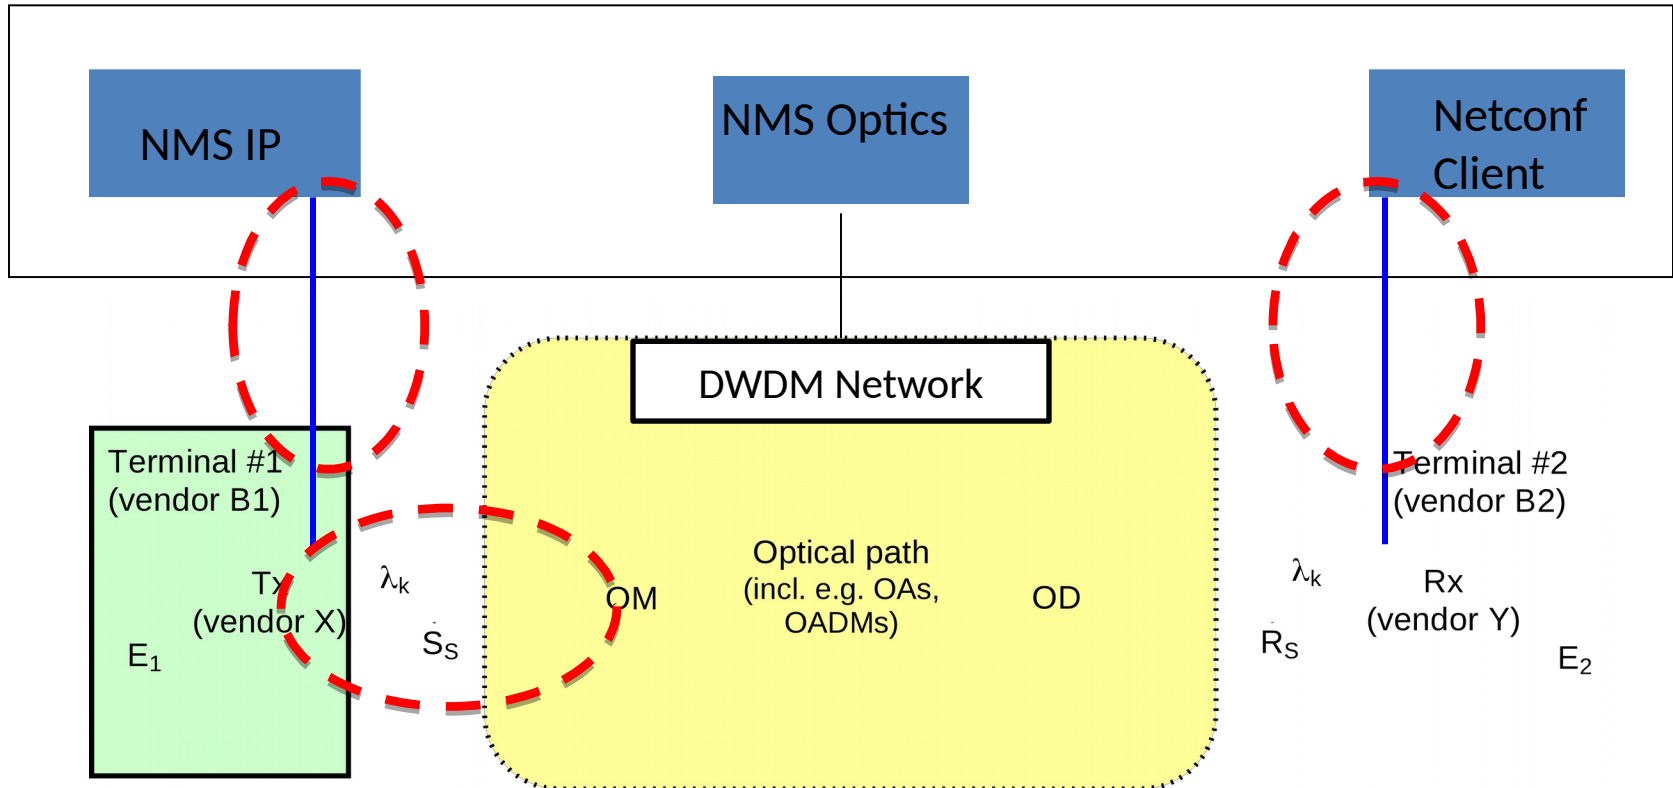 NMS IP
NMS Optics
Netconf
Client
DWDM Network
Terminal #1
(vendor B1)
Terminal #2
(vendor B2)
Tx
(vendor X)
λk
SS
E1
OM
Optical path
(incl. e.g. OAs,
OADMs)
OD
λk
RS
Rx
(vendor Y)
E2